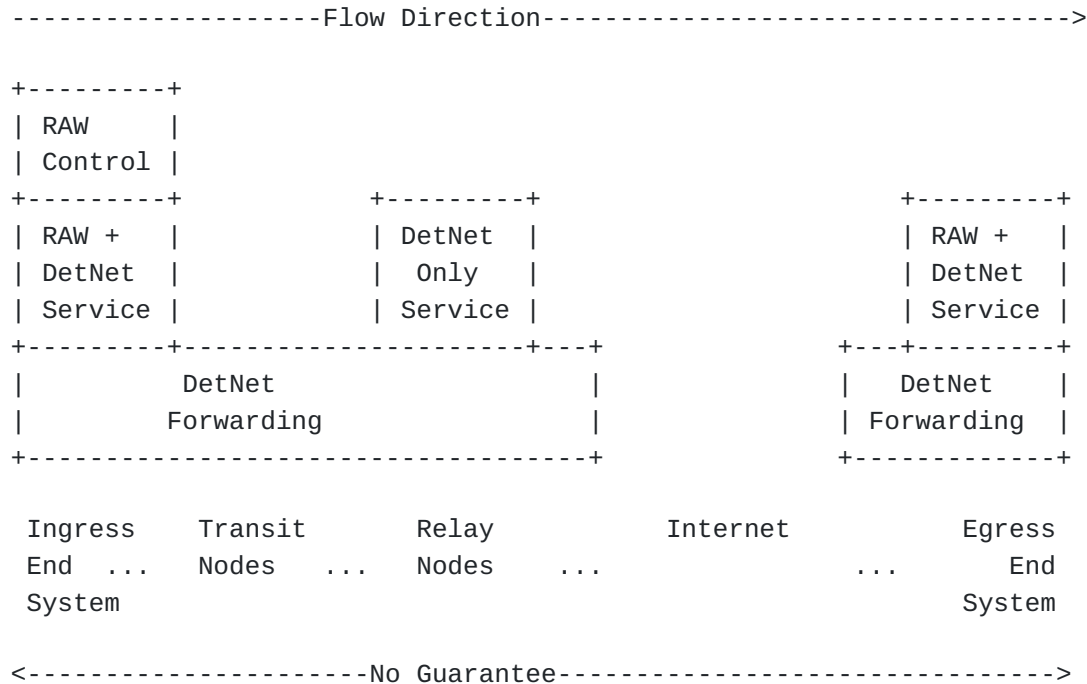 --------------------Flow Direction---------------------------------->

+---------+
| RAW     |
| Control |
+---------+            +---------+                       +---------+
| RAW +   |            | DetNet  |                       | RAW +   |
| DetNet  |            |  Only   |                       | DetNet  |
| Service |            | Service |                       | Service |
+---------+----------------------+---+               +---+---------+
|          DetNet                    |               |   DetNet    |
|         Forwarding                 |               | Forwarding  |
+------------------------------------+               +-------------+

 Ingress    Transit       Relay           Internet           Egress
 End  ...   Nodes   ...   Nodes    ...                ...       End
 System                                                      System

<----------------------No Guarantee-------------------------------->